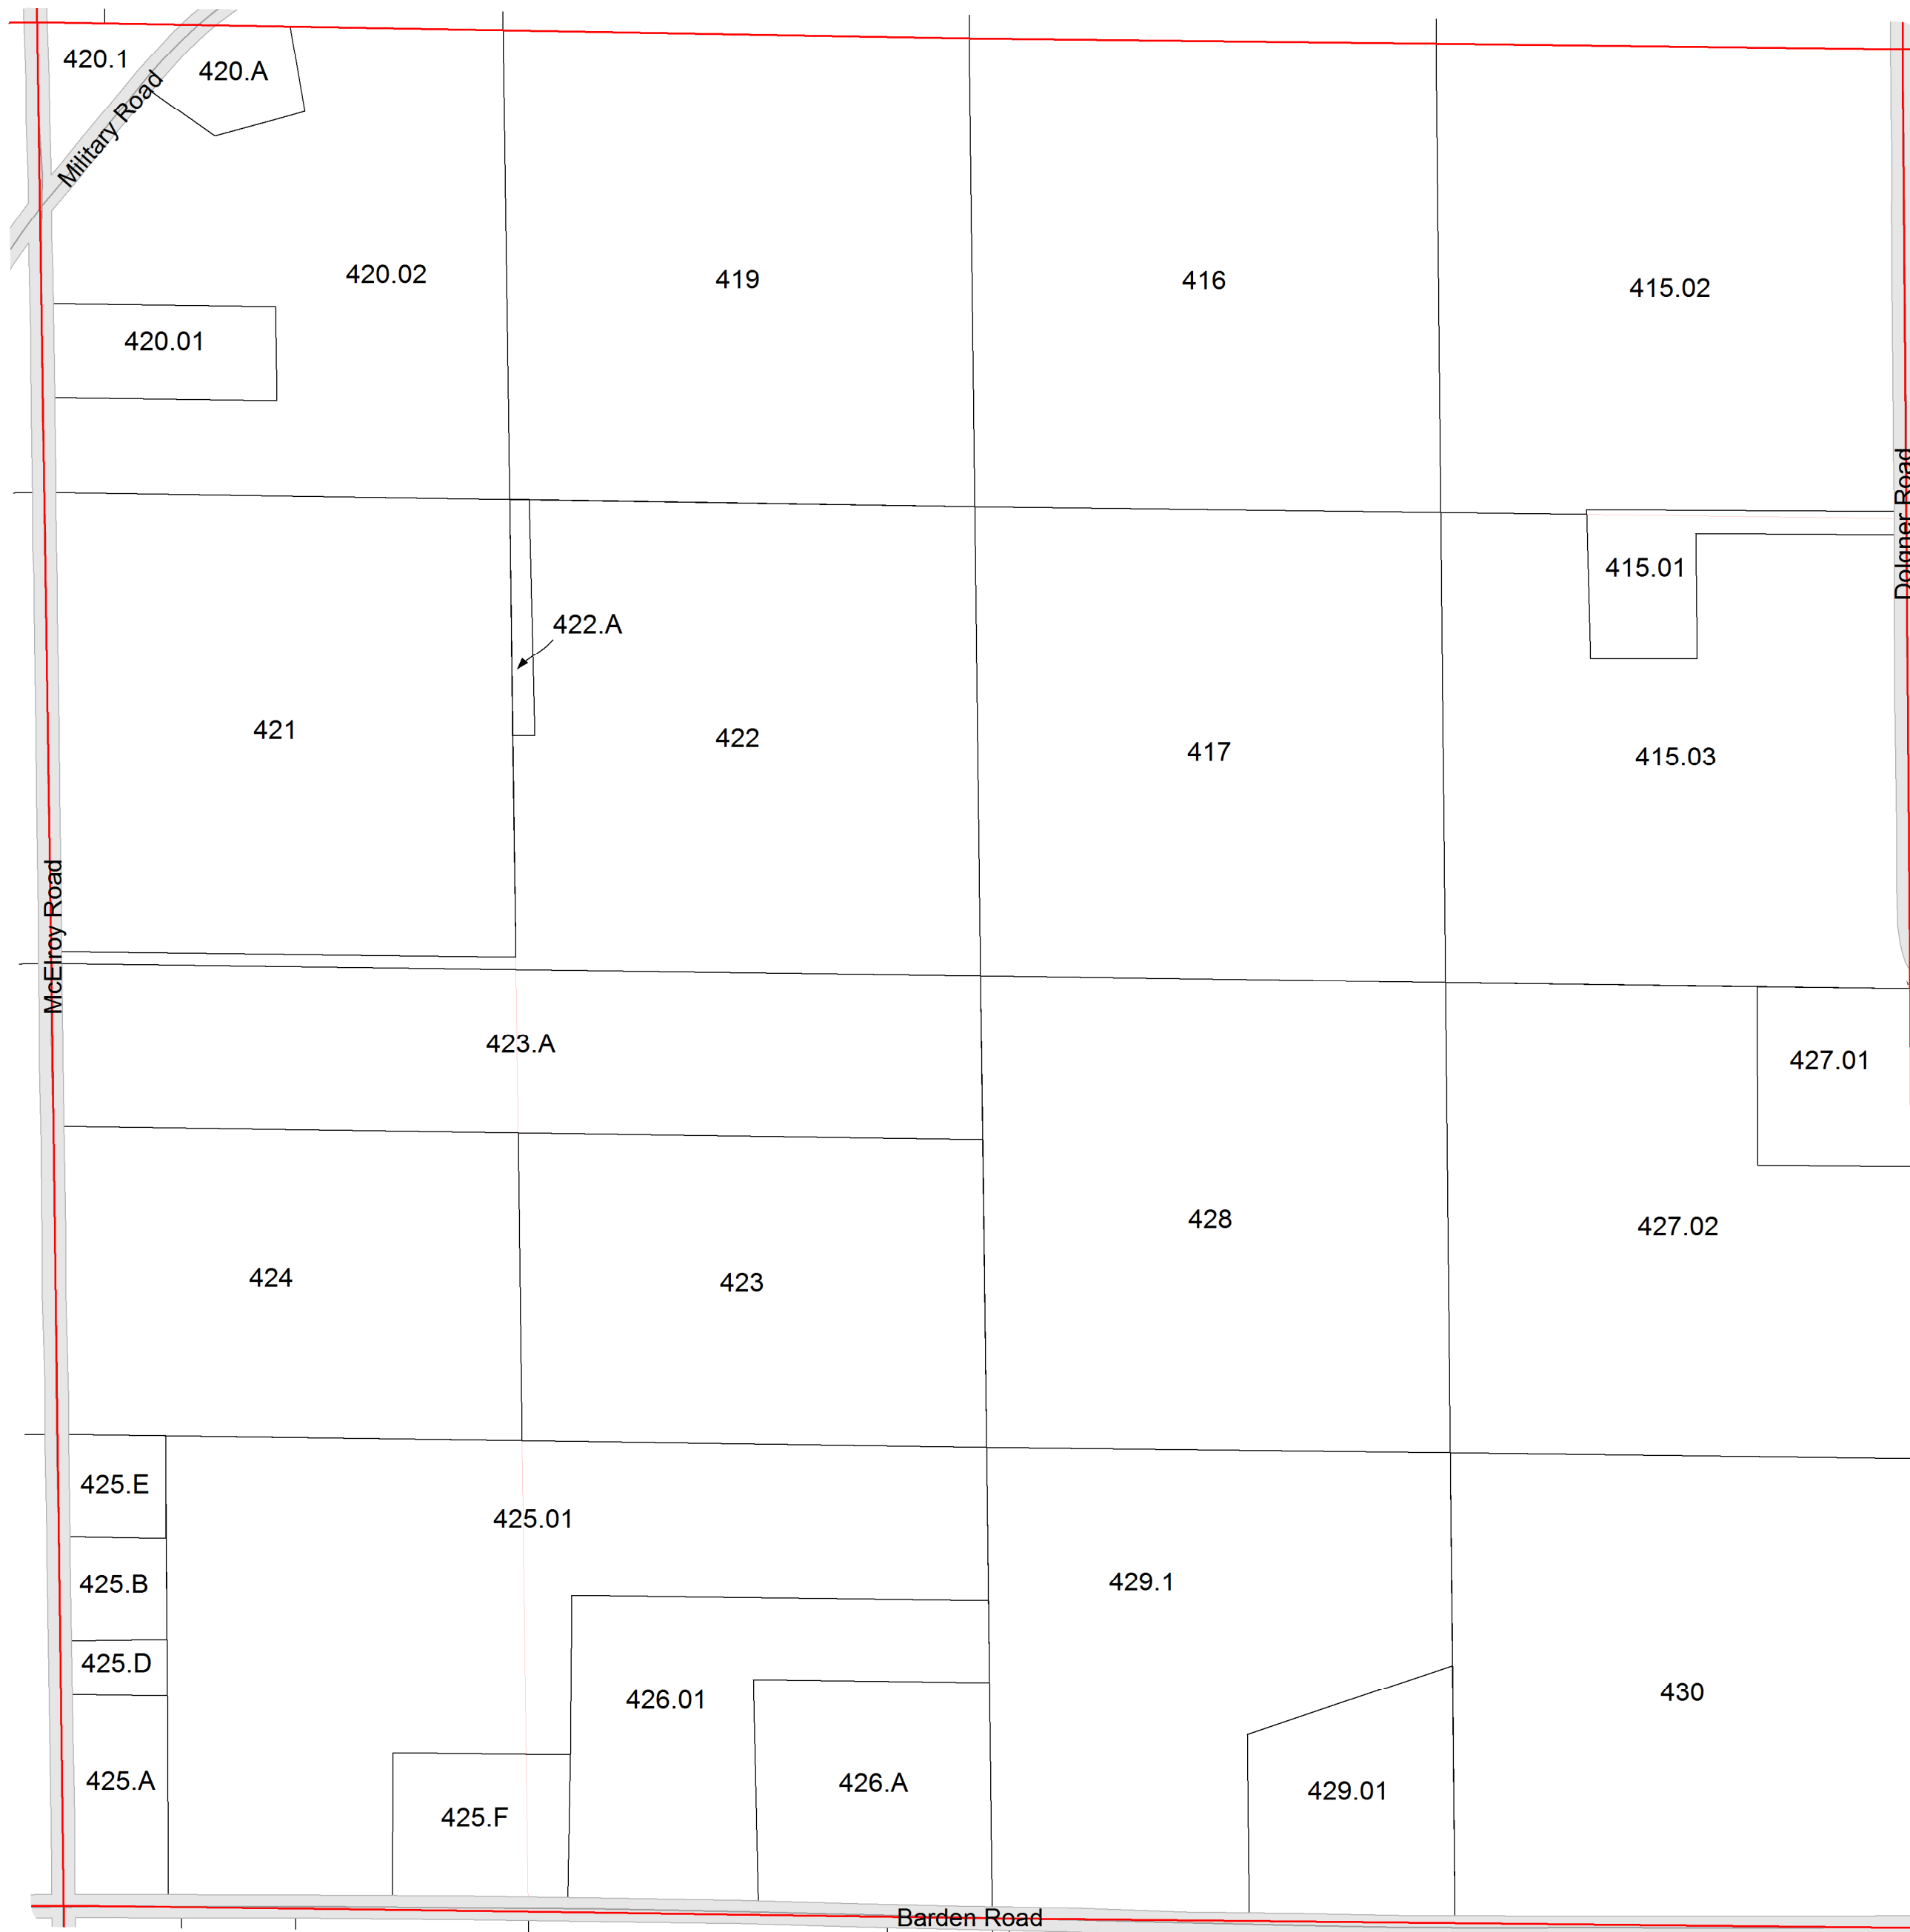 420.1
420.A
Military Road
420.02
419
416
415.02
420.01
Dolgner Road
415.01
422.A
421
422
417
415.03
McElroy Road
423.A
427.01
428
427.02
424
423
425.E
425.01
425.B
429.1
425.D
426.01
430
425.A
426.A
429.01
425.F
Barden Road